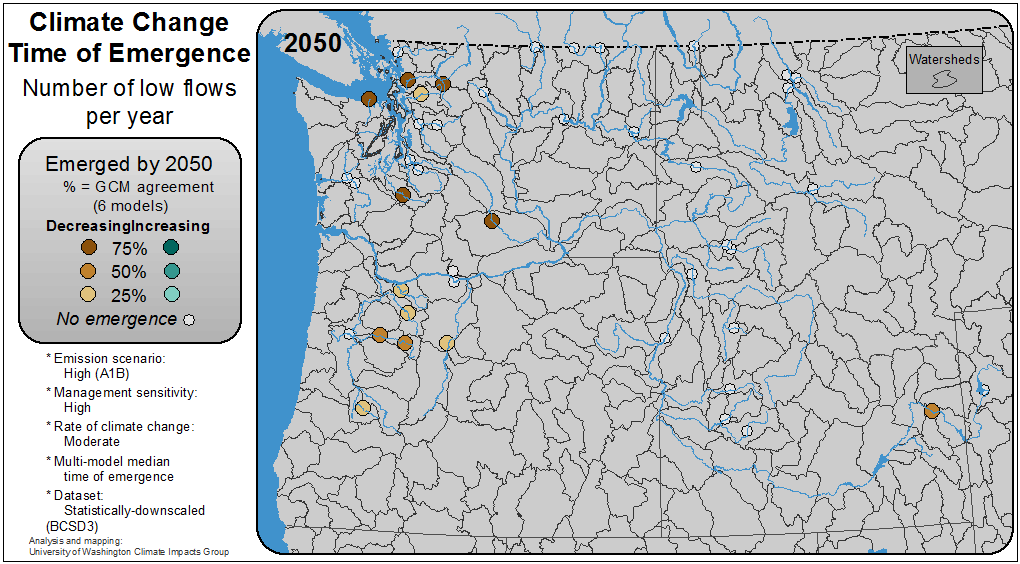 Climate Change
Time of Emergence
Number of low flows
per year
Emerged by 2050
% = GCM agreement
(6 models)
DecreasingIncreasing
75%
50%
25%
No emergence
* Emission scenario:
High (A1B)
* Management sensitivity:
High
* Rate of climate change:
Moderate
* Multi-model median
time of emergence
* Dataset:
Statistically-downscaled
(BCSD3)
Analysis and mapping:
University of Washington Climate Impacts Group
2050
Watersheds